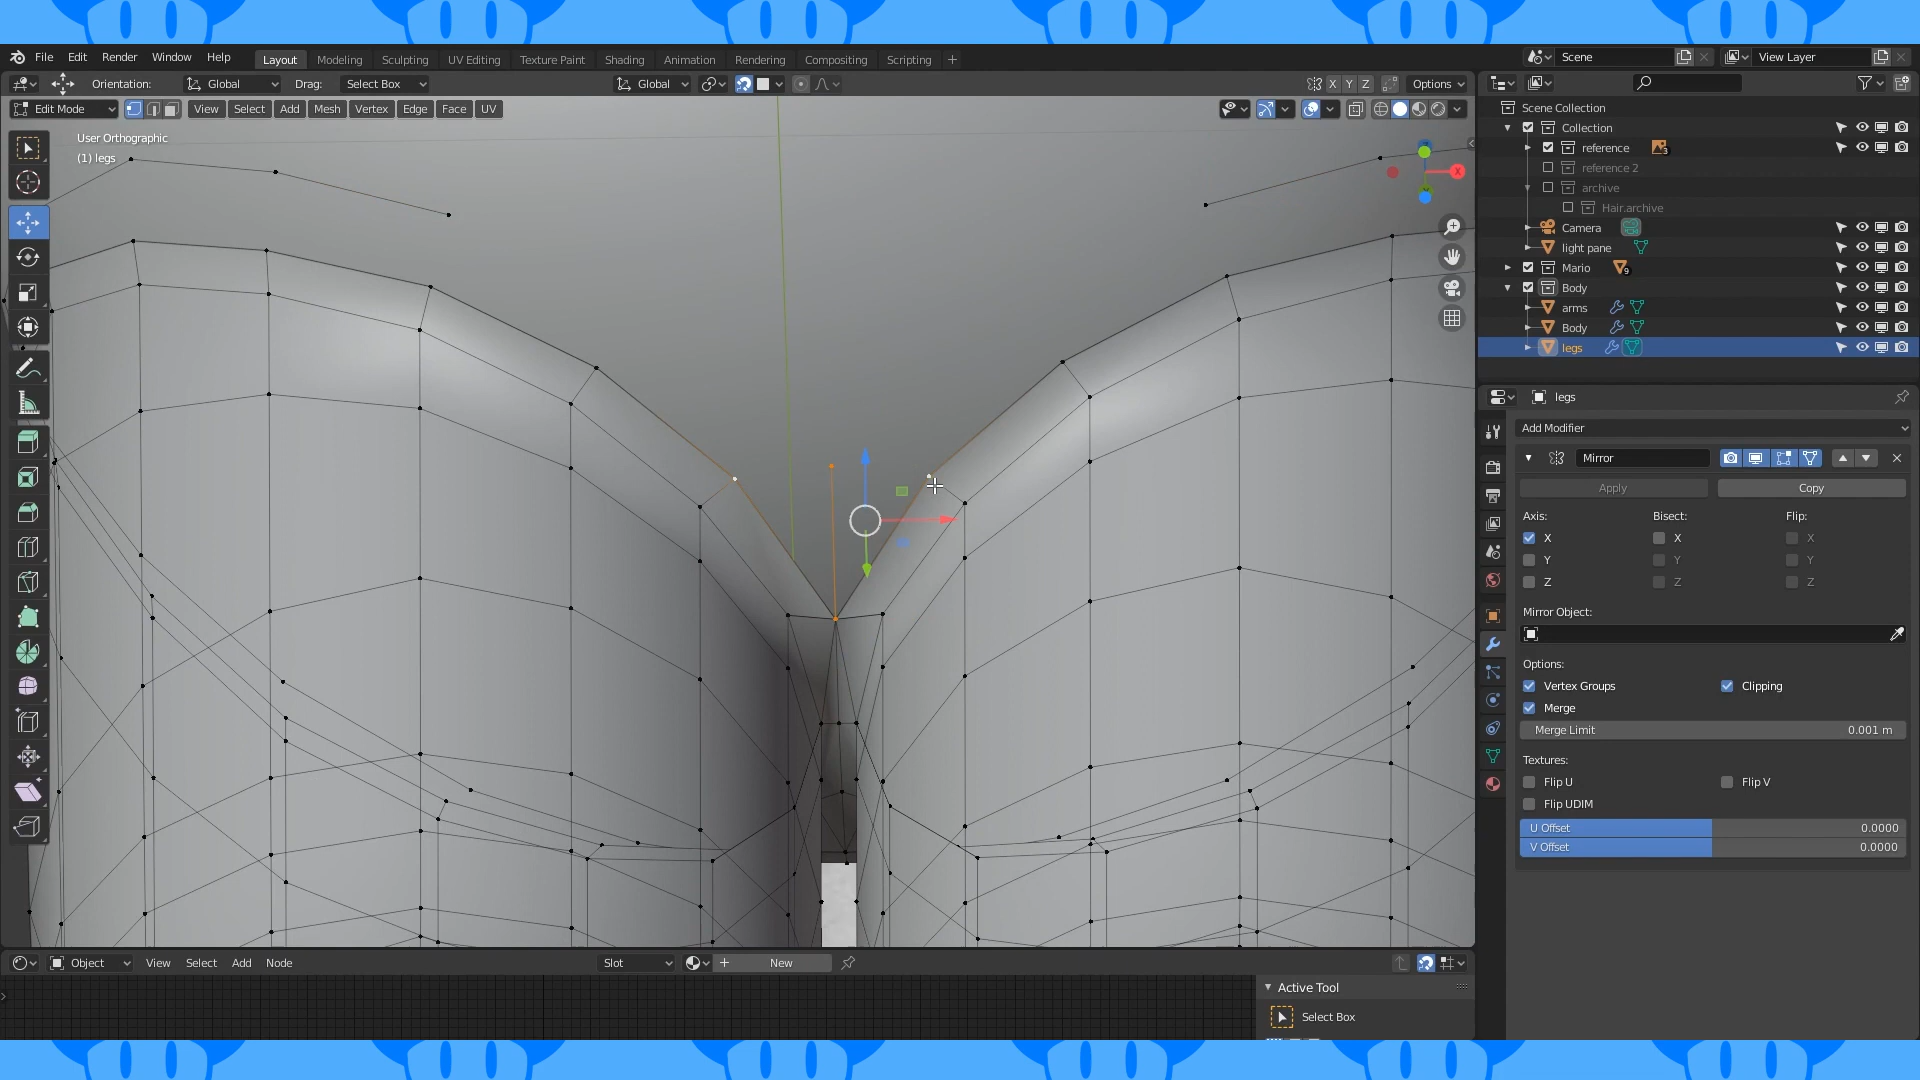 File Edit Render Window Help Layout Modeling Sculpting UV Editing Texture Paint Shading Animation Rendering Compositing Scripting + Scene View Layer
Orientation: Global Drag: Select Box Global X Y Z Options
Edit Mode View Select Add Mesh Vertex Edge Face UV
User Orthographic
(1) legs
X
Scene Collection
Collection
reference 3
reference 2
archive
Hair.archive
Camera
light pane
Mario 9
Body
arms
Body
legs
legs
Add Modifier
Mirror
Apply Copy
Axis: Bisect: Flip:
X X X
Y Y Y
Z Z Z
Mirror Object:
Options:
Vertex Groups Clipping
Merge
Merge Limit 0.001 m
Textures:
Flip U Flip V
Flip UDIM
U Offset 0.0000
V Offset 0.0000
Object View Select Add Node Slot New
Active Tool
Select Box